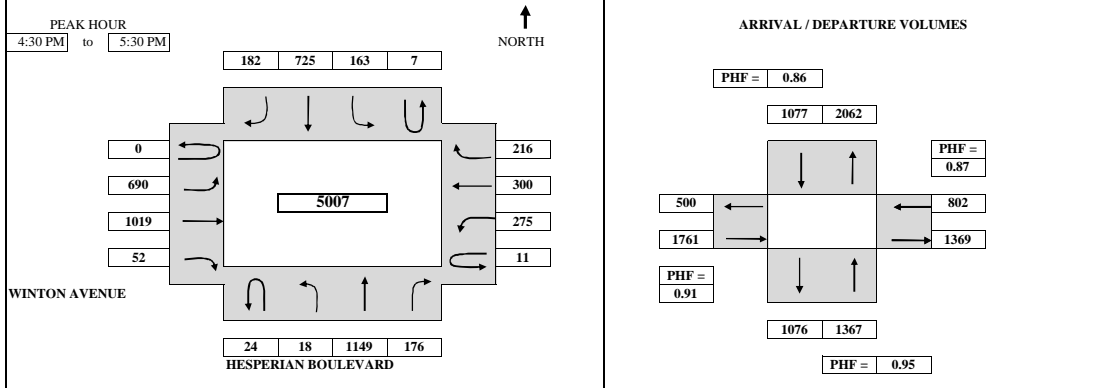 PEAK HOUR
4:30 PM to 5:30 PM
NORTH
182 725 163 7
0 216
690 300
5007
1019 275
52 11
WINTON AVENUE
24 18 1149 176
HESPERIAN BOULEVARD
ARRIVAL / DEPARTURE VOLUMES
PHF = 0.86
1077 2062
PHF =
0.87
500 802
1761 1369
PHF =
0.91
1076 1367
PHF = 0.95